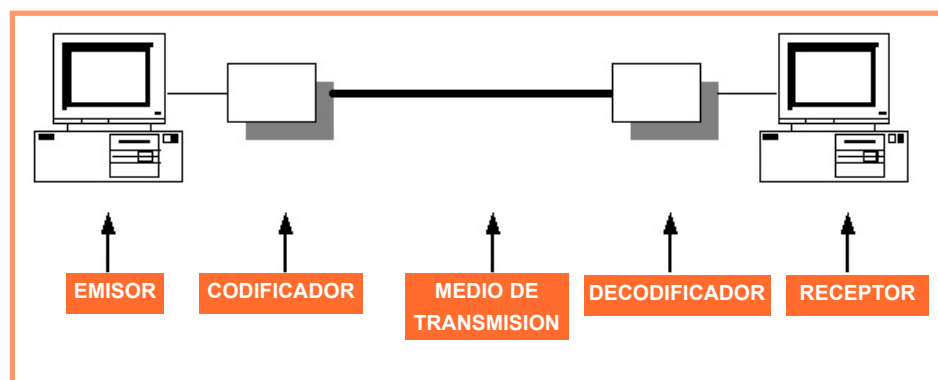 EMISOR
CODIFICADOR
MEDIO DE
TRANSMISION
DECODIFICADOR
RECEPTOR